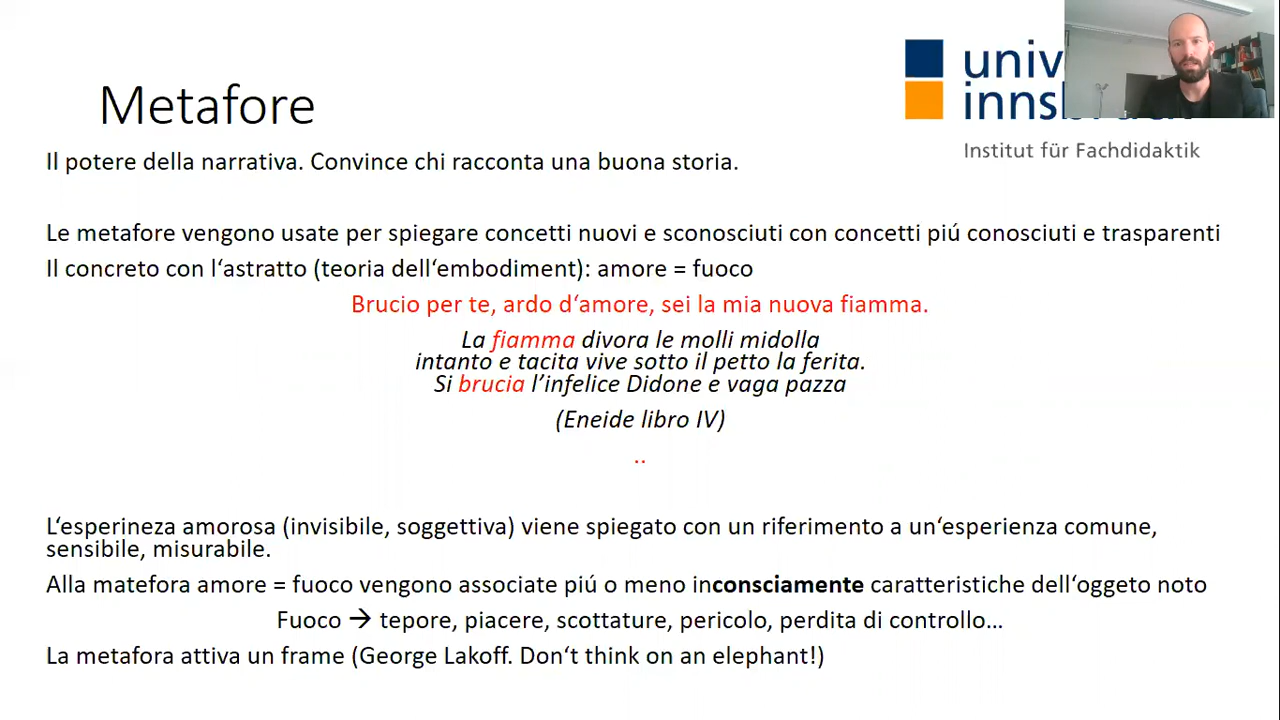 Metafore
univ
inns
Institut für Fachdidaktik
Il potere della narrativa. Convince chi racconta una buona storia.
Le metafore vengono usate per spiegare concetti nuovi e sconosciuti con concetti piú conosciuti e trasparenti
Il concreto con l‘astratto (teoria dell‘embodiment): amore = fuoco
Brucio per te, ardo d‘amore, sei la mia nuova fiamma.
La fiamma divora le molli midolla
intanto e tacita vive sotto il petto la ferita.
Si brucia l’infelice Didone e vaga pazza
(Eneide libro IV)
..
L‘esperineza amorosa (invisibile, soggettiva) viene spiegato con un riferimento a un‘esperienza comune,
sensibile, misurabile.
Alla matefora amore = fuoco vengono associate piú o meno inconsciamente caratteristiche dell‘oggeto noto
Fuoco → tepore, piacere, scottature, pericolo, perdita di controllo…
La metafora attiva un frame (George Lakoff. Don‘t think on an elephant!)